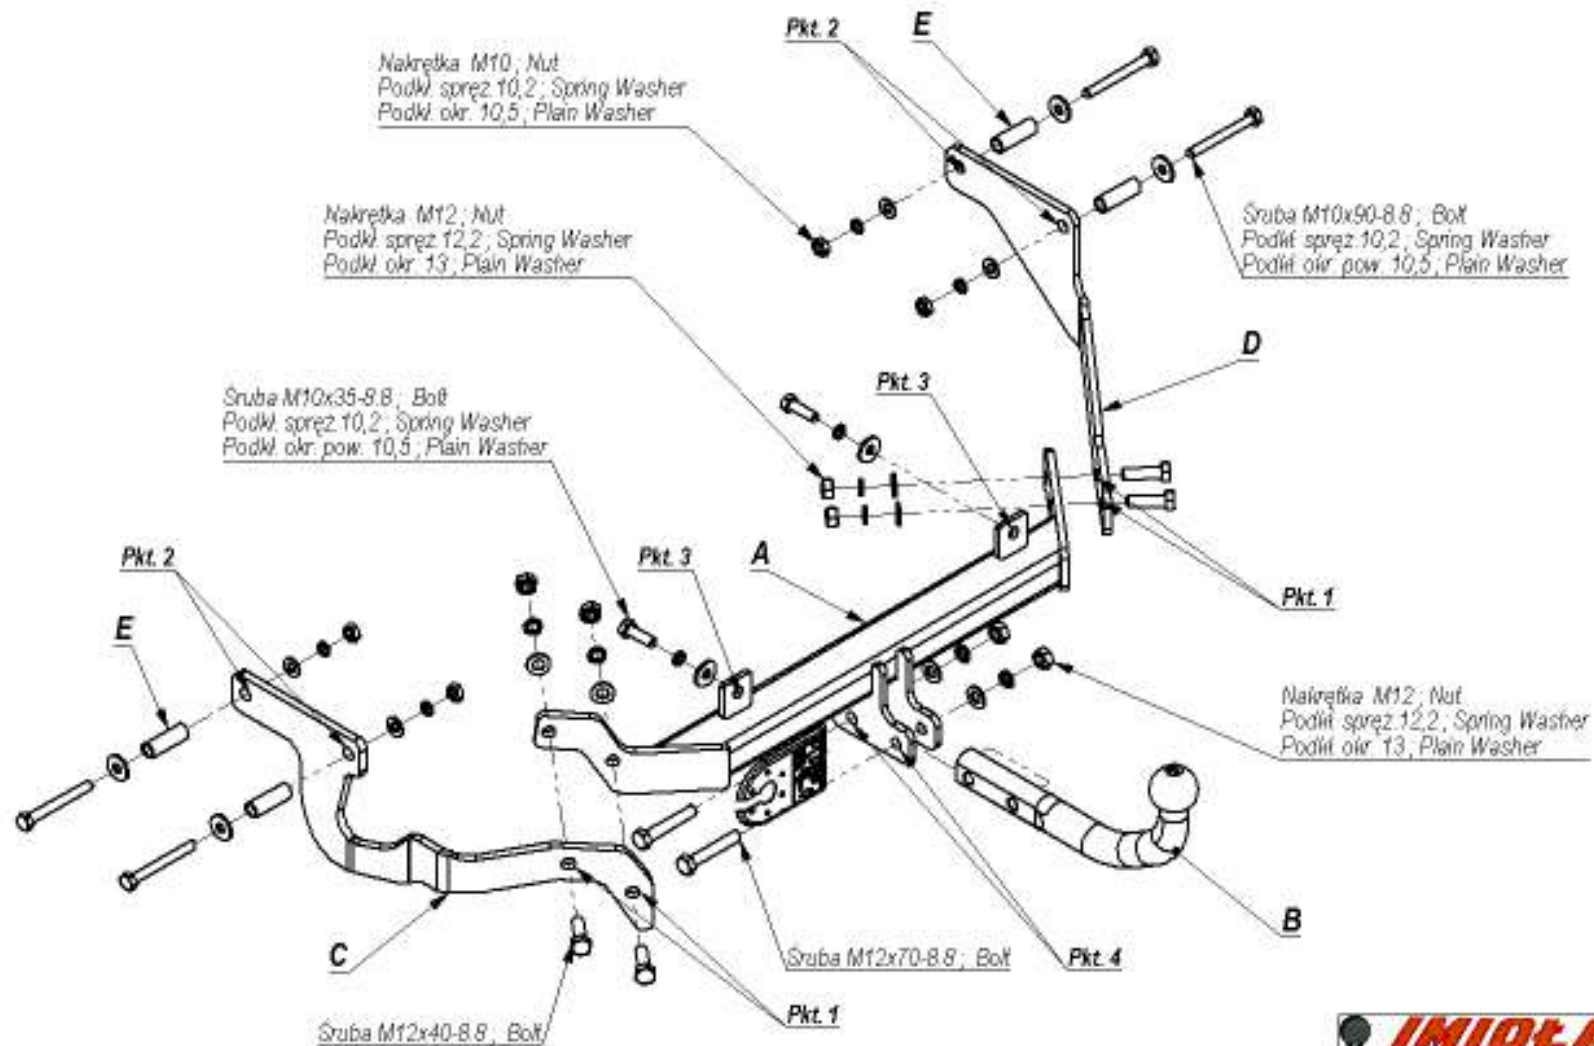 Pkt. 2
E
Nakrętka M10 ; Nut
Podkł. spręż. 10,2 ; Spring Washer
Podkł. okr. 10,5 ; Plain Washer
Nakrętka M12 ; Nut
Podkł. spręż. 12,2 ; Spring Washer
Podkł. okr. 13 ; Plain Washer
Śruba M10x90-8.8 ; Bolt
Podkł. spręż. 10,2 ; Spring Washer
Podkł. okr. pow. 10,5 ; Plain Washer
D
Pkt. 3
Śruba M10x35-8.8 ; Bolt
Podkł. spręż. 10,2 ; Spring Washer
Podkł. okr. pow. 10,5 ; Plain Washer
Pkt. 2
Pkt. 3
A
Pkt. 1
E
Nakrętka M12 ; Nut
Podkł. spręż. 12,2 ; Spring Washer
Podkł. okr. 13 ; Plain Washer
B
C
Śruba M12x70-8.8 ; Bolt
Pkt. 4
Pkt. 1
Śruba M12x40-8.8 ; Bolt